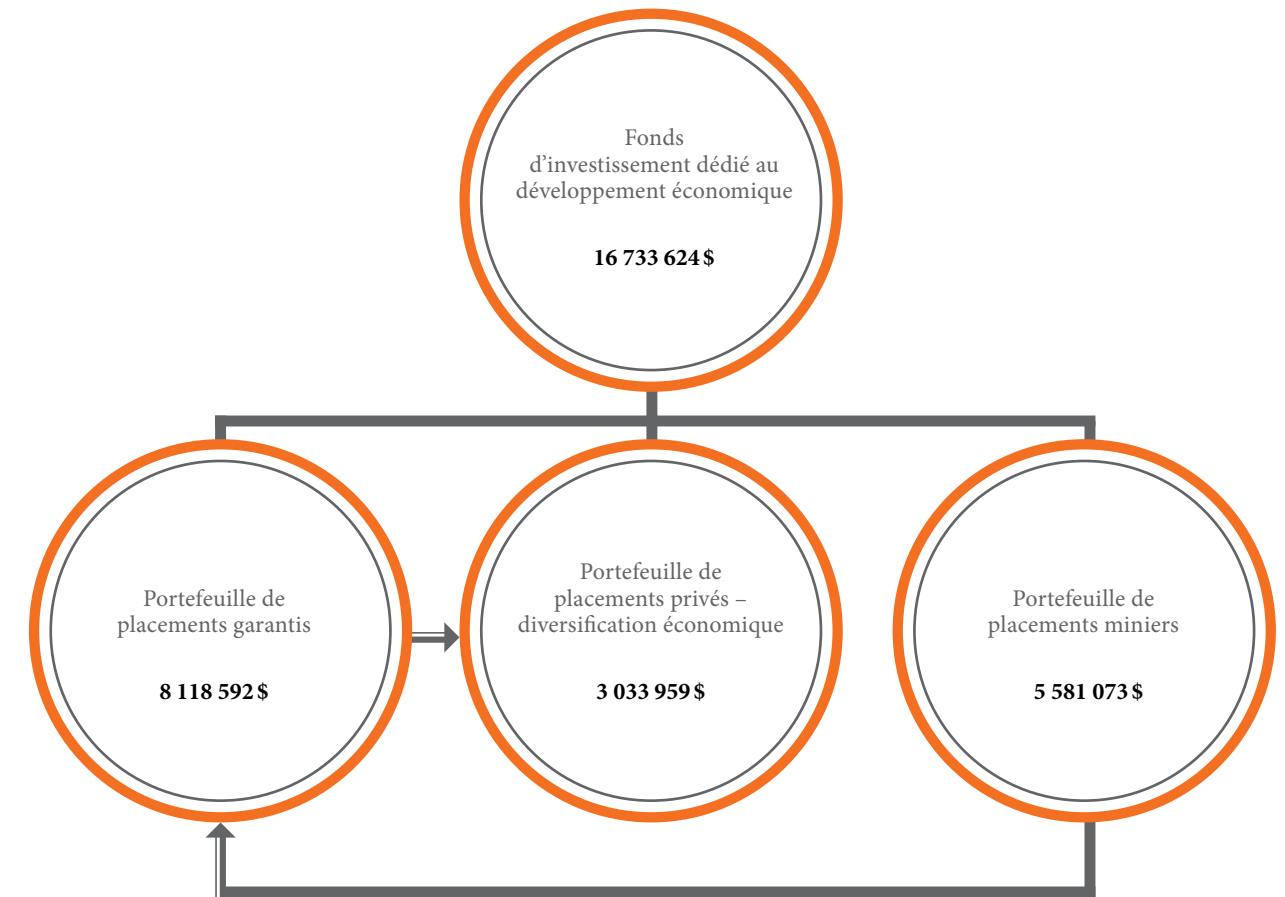 Fonds
d’investissement dédié au
développement économique
16 733 624 $
Portefeuille de
placements garantis
8 118 592 $
Portefeuille de
placements privés –
diversification économique
3 033 959 $
Portefeuille de
placements miniers
5 581 073 $